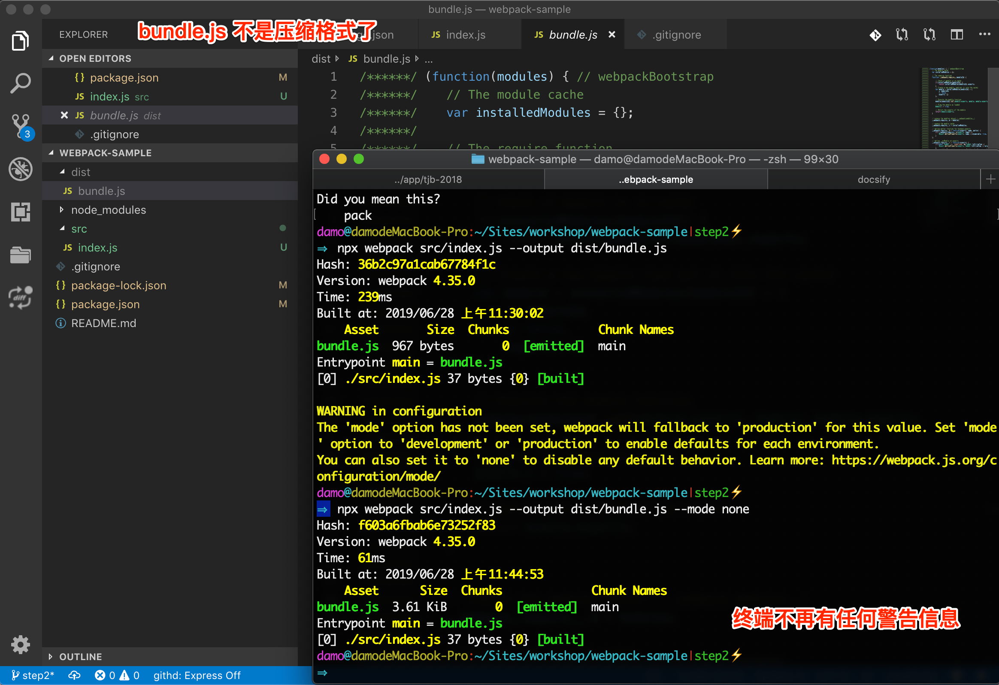 bundle.js — webpack-sample
EXPLORER
bundle.js 不是压缩格式了
.json
JS index.js
JS bundle.js ×
.gitignore
OPEN EDITORS
{} package.json M
JS index.js src U
× JS bundle.js dist
.gitignore
3
WEBPACK-SAMPLE
dist
JS bundle.js
node_modules
src
JS index.js U
.gitignore
{} package-lock.json M
{} package.json M
README.md
diff
OUTLINE
step2* 0 0 githd: Express Off
dist JS bundle.js ...
1 /******/ (function(modules) { // webpackBootstrap
2 /******/ // The module cache
3 /******/ var installedModules = {};
4 /******/
5 /******/ // The require function
webpack-sample — damo@damodeMacBook-Pro — -zsh — 99×30
../app/tjb-2018
..ebpack-sample
docsify
Did you mean this?
[ pack ]
damo@damodeMacBook-Pro:~/Sites/workshop/webpack-sample|step2⚡
⇒ npx webpack src/index.js --output dist/bundle.js
Hash: 36b2c97a1cab67784f1c
Version: webpack 4.35.0
Time: 239ms
Built at: 2019/06/28 上午11:30:02
Asset Size Chunks Chunk Names
bundle.js 967 bytes 0 [emitted] main
Entrypoint main = bundle.js
[0] ./src/index.js 37 bytes {0} [built]
WARNING in configuration
The 'mode' option has not been set, webpack will fallback to 'production' for this value. Set 'mode
' option to 'development' or 'production' to enable defaults for each environment.
You can also set it to 'none' to disable any default behavior. Learn more: https://webpack.js.org/c
onfiguration/mode/
damo@damodeMacBook-Pro:~/Sites/workshop/webpack-sample|step2⚡
⇒ npx webpack src/index.js --output dist/bundle.js --mode none
Hash: f603a6fbab6e73252f83
Version: webpack 4.35.0
Time: 61ms
Built at: 2019/06/28 上午11:44:53
Asset Size Chunks Chunk Names
bundle.js 3.61 KiB 0 [emitted] main
Entrypoint main = bundle.js
[0] ./src/index.js 37 bytes {0} [built]
终端不再有任何警告信息
damo@damodeMacBook-Pro:~/Sites/workshop/webpack-sample|step2⚡
⇒